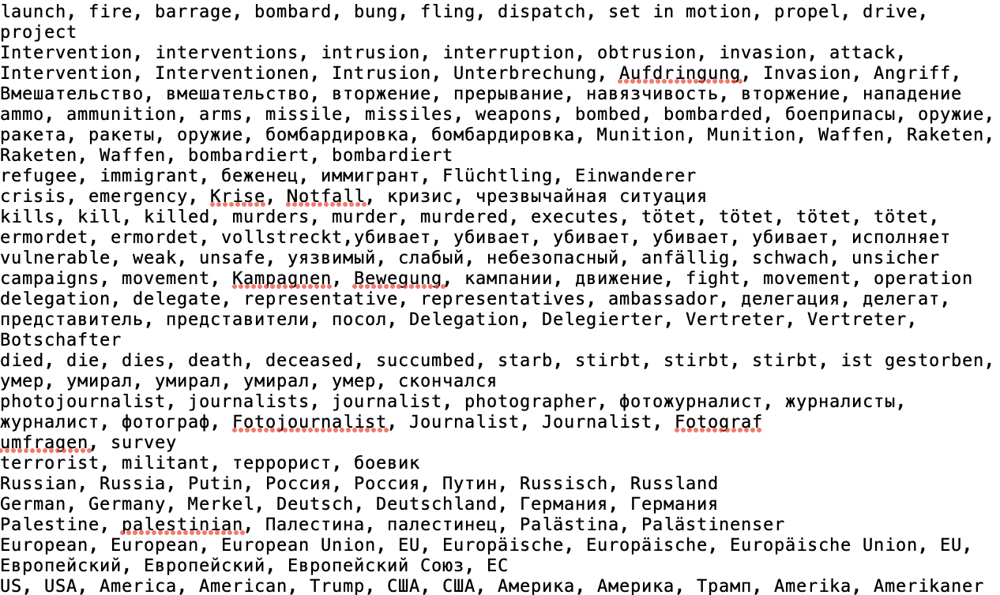 launch, fire, barrage, bombard, bung, fling, dispatch, set in motion, propel, drive,
project
Intervention, interventions, intrusion, interruption, obtrusion, invasion, attack,
Intervention, Interventionen, Intrusion, Unterbrechung, Aufdringung, Invasion, Angriff,
Вмешательство, вмешательство, вторжение, прерывание, навязчивость, вторжение, нападение
ammo, ammunition, arms, missile, missiles, weapons, bombed, bombarded, боеприпасы, оружие,
ракета, ракеты, оружие, бомбардировка, бомбардировка, Munition, Munition, Waffen, Raketen,
Raketen, Waffen, bombardiert, bombardiert
refugee, immigrant, беженец, иммигрант, Flüchtling, Einwanderer
crisis, emergency, Krise, Notfall, кризис, чрезвычайная ситуация
kills, kill, killed, murders, murder, murdered, executes, tötet, tötet, tötet, tötet,
ermordet, ermordet, vollstreckt,убивает, убивает, убивает, убивает, убивает, исполняет
vulnerable, weak, unsafe, уязвимый, слабый, небезопасный, anfällig, schwach, unsicher
campaigns, movement, Kampagnen, Bewegung, кампании, движение, fight, movement, operation
delegation, delegate, representative, representatives, ambassador, делегация, делегат,
представитель, представители, посол, Delegation, Delegierter, Vertreter, Vertreter,
Botschafter
died, die, dies, death, deceased, succumbed, starb, stirbt, stirbt, stirbt, ist gestorben,
умер, умирал, умирал, умирал, умер, скончался
photojournalist, journalists, journalist, photographer, фотожурналист, журналисты,
журналист, фотограф, Fotojournalist, Journalist, Journalist, Fotograf
umfragen, survey
terrorist, militant, террорист, боевик
Russian, Russia, Putin, Россия, Россия, Путин, Russisch, Russland
German, Germany, Merkel, Deutsch, Deutschland, Германия, Германия
Palestine, palestinian, Палестина, палестинец, Palästina, Palästinenser
European, European, European Union, EU, Europäische, Europäische, Europäische Union, EU,
Европейский, Европейский, Европейский Союз, ЕС
US, USA, America, American, Trump, США, США, Америка, Америка, Трамп, Amerika, Amerikaner